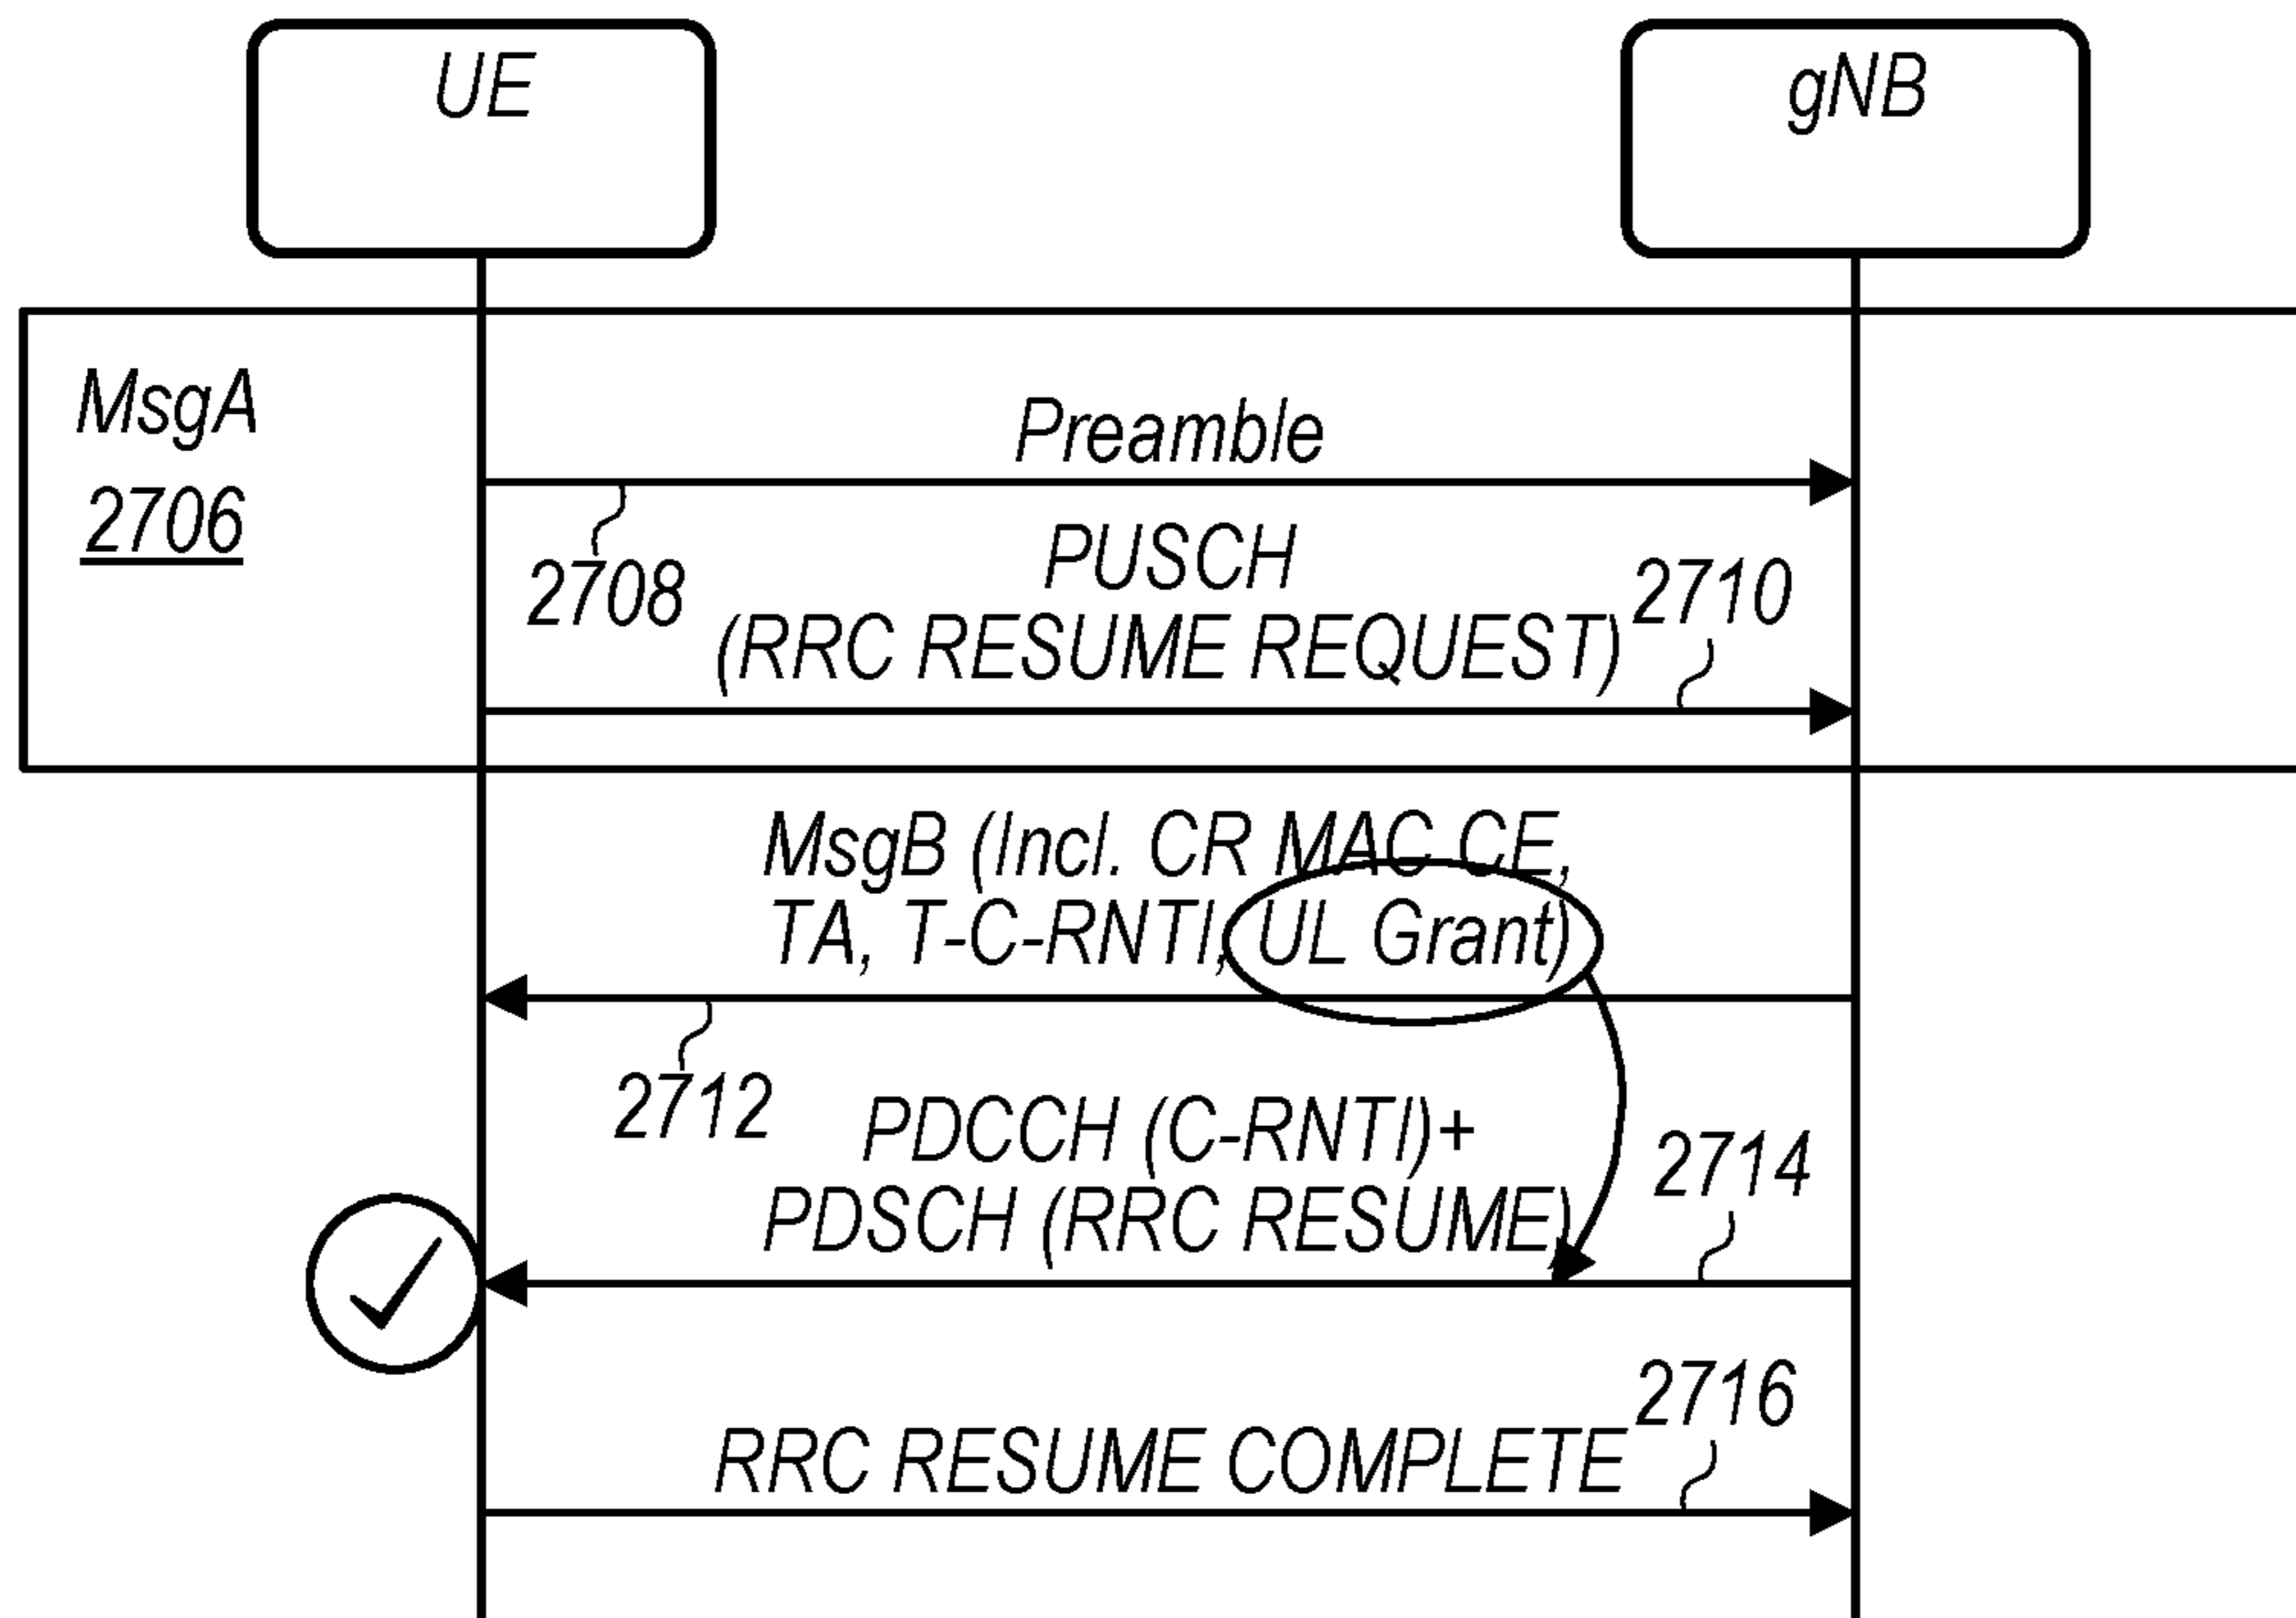 UE
gNB
MsgA
2706
Preamble
2708
PUSCH
(RRC RESUME REQUEST)
2710
MsgB (Incl. CR MAC CE,
TA, T-C-RNTI, UL Grant)
2712
PDCCH (C-RNTI)+
PDSCH (RRC RESUME)
2714
RRC RESUME COMPLETE
2716